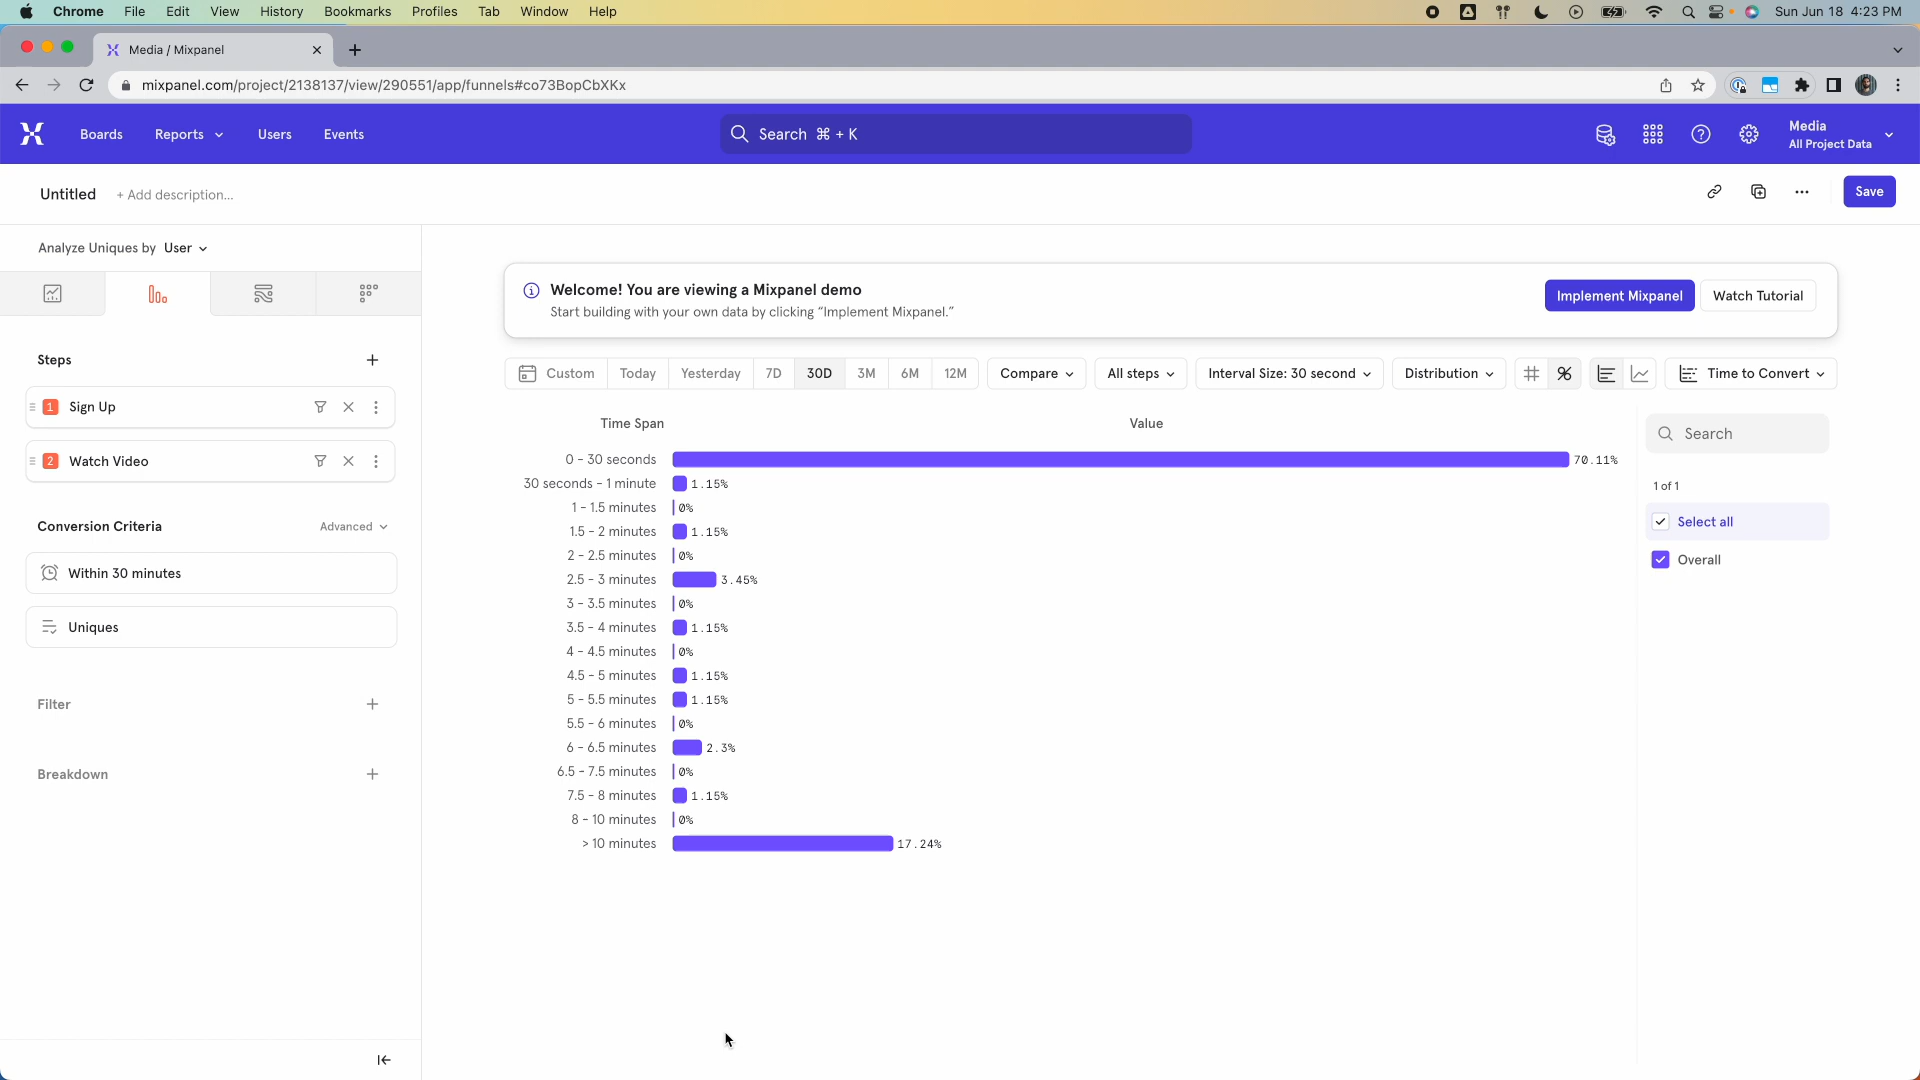 Chrome File Edit View History Bookmarks Profiles Tab Window Help Sun Jun 18 4:23 PM
Media / Mixpanel
mixpanel.com/project/2138137/view/290551/app/funnels#co73BopCbXKx
Boards Reports Users Events Search ⌘ + K Media
All Project Data
Untitled + Add description... Save
Analyze Uniques by User
Steps
1 Sign Up
2 Watch Video
Conversion Criteria Advanced
Within 30 minutes
Uniques
Filter
Breakdown
Welcome! You are viewing a Mixpanel demo
Start building with your own data by clicking “Implement Mixpanel.”
Implement Mixpanel Watch Tutorial
Custom Today Yesterday 7D 30D 3M 6M 12M Compare All steps Interval Size: 30 second Distribution # % Time to Convert
Time Span Value
0 - 30 seconds 70.11%
30 seconds - 1 minute 1.15%
1 - 1.5 minutes 0%
1.5 - 2 minutes 1.15%
2 - 2.5 minutes 0%
2.5 - 3 minutes 3.45%
3 - 3.5 minutes 0%
3.5 - 4 minutes 1.15%
4 - 4.5 minutes 0%
4.5 - 5 minutes 1.15%
5 - 5.5 minutes 1.15%
5.5 - 6 minutes 0%
6 - 6.5 minutes 2.3%
6.5 - 7.5 minutes 0%
7.5 - 8 minutes 1.15%
8 - 10 minutes 0%
> 10 minutes 17.24%
Search
1 of 1
Select all
Overall